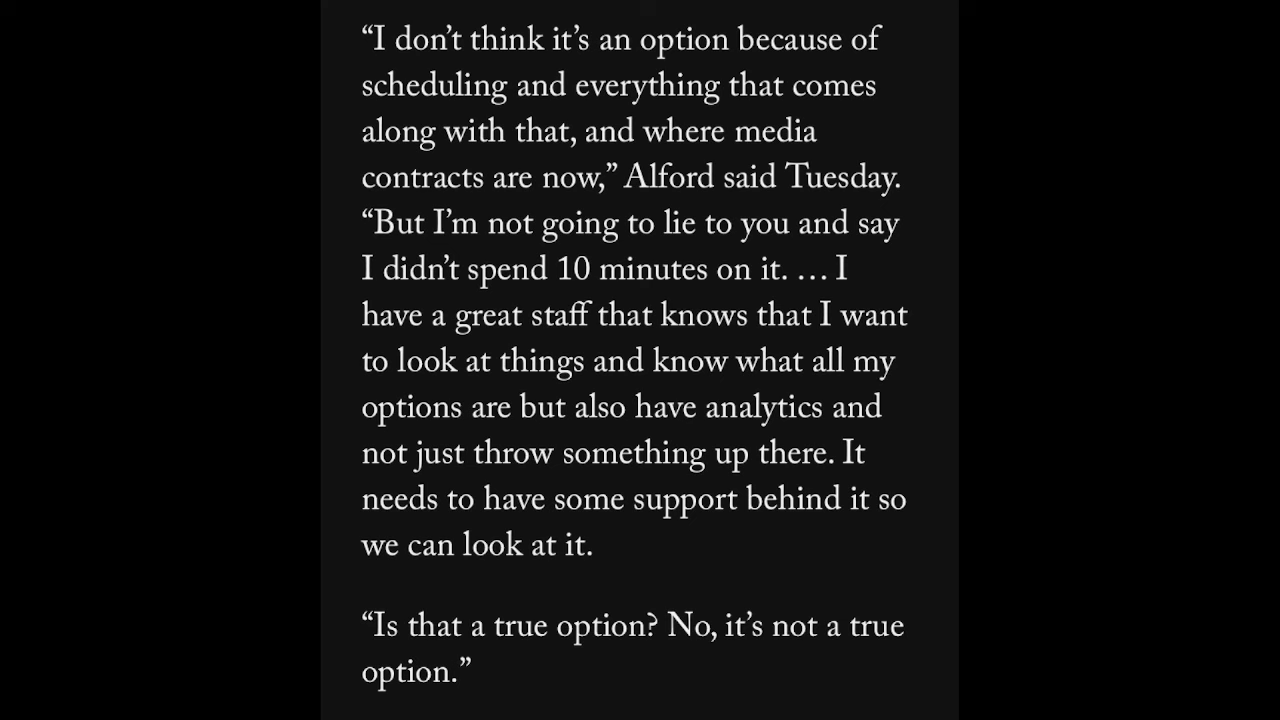 “I don’t think it’s an option because of
scheduling and everything that comes
along with that, and where media
contracts are now,” Alford said Tuesday.
“But I’m not going to lie to you and say
I didn’t spend 10 minutes on it. … I
have a great staff that knows that I want
to look at things and know what all my
options are but also have analytics and
not just throw something up there. It
needs to have some support behind it so
we can look at it.
“Is that a true option? No, it’s not a true
option.”